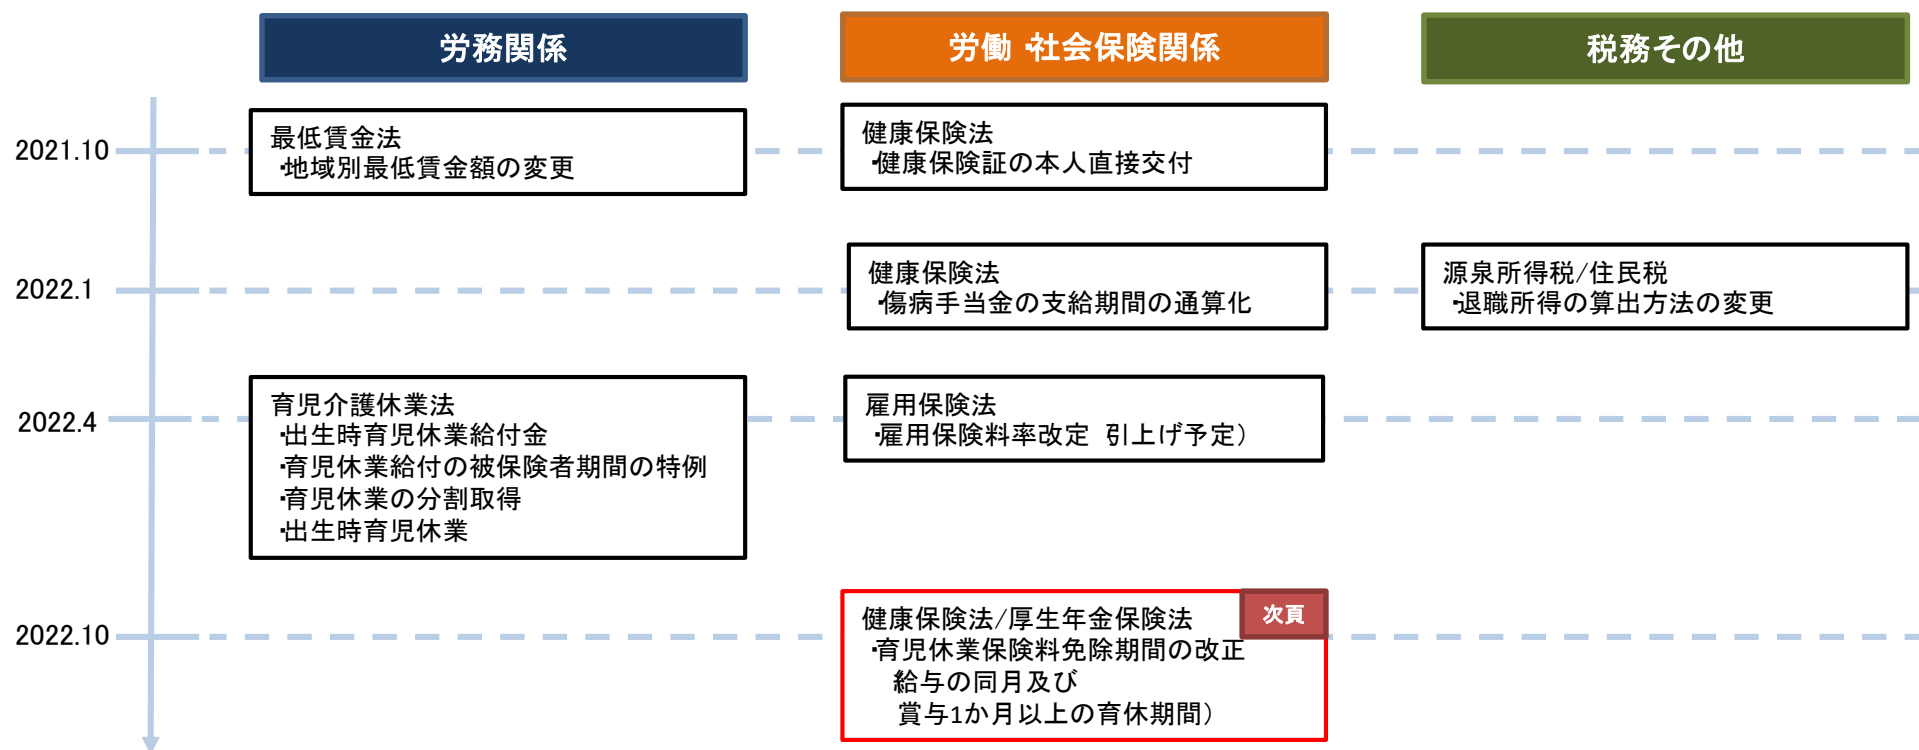 労務関係
労働・社会保険関係
税務その他
2021.10
最低賃金法
・地域別最低賃金額の変更
健康保険法
・健康保険証の本人直接交付
2022.1
健康保険法
・傷病手当金の支給期間の通算化
源泉所得税/住民税
・退職所得の算出方法の変更
2022.4
育児介護休業法
・出生時育児休業給付金
・育児休業給付の被保険者期間の特例
・育児休業の分割取得
・出生時育児休業
雇用保険法
・雇用保険料率改定 引上げ予定）
2022.10
健康保険法/厚生年金保険法
次頁
・育児休業保険料免除期間の改正
給与の同月及び
賞与1か月以上の育休期間）